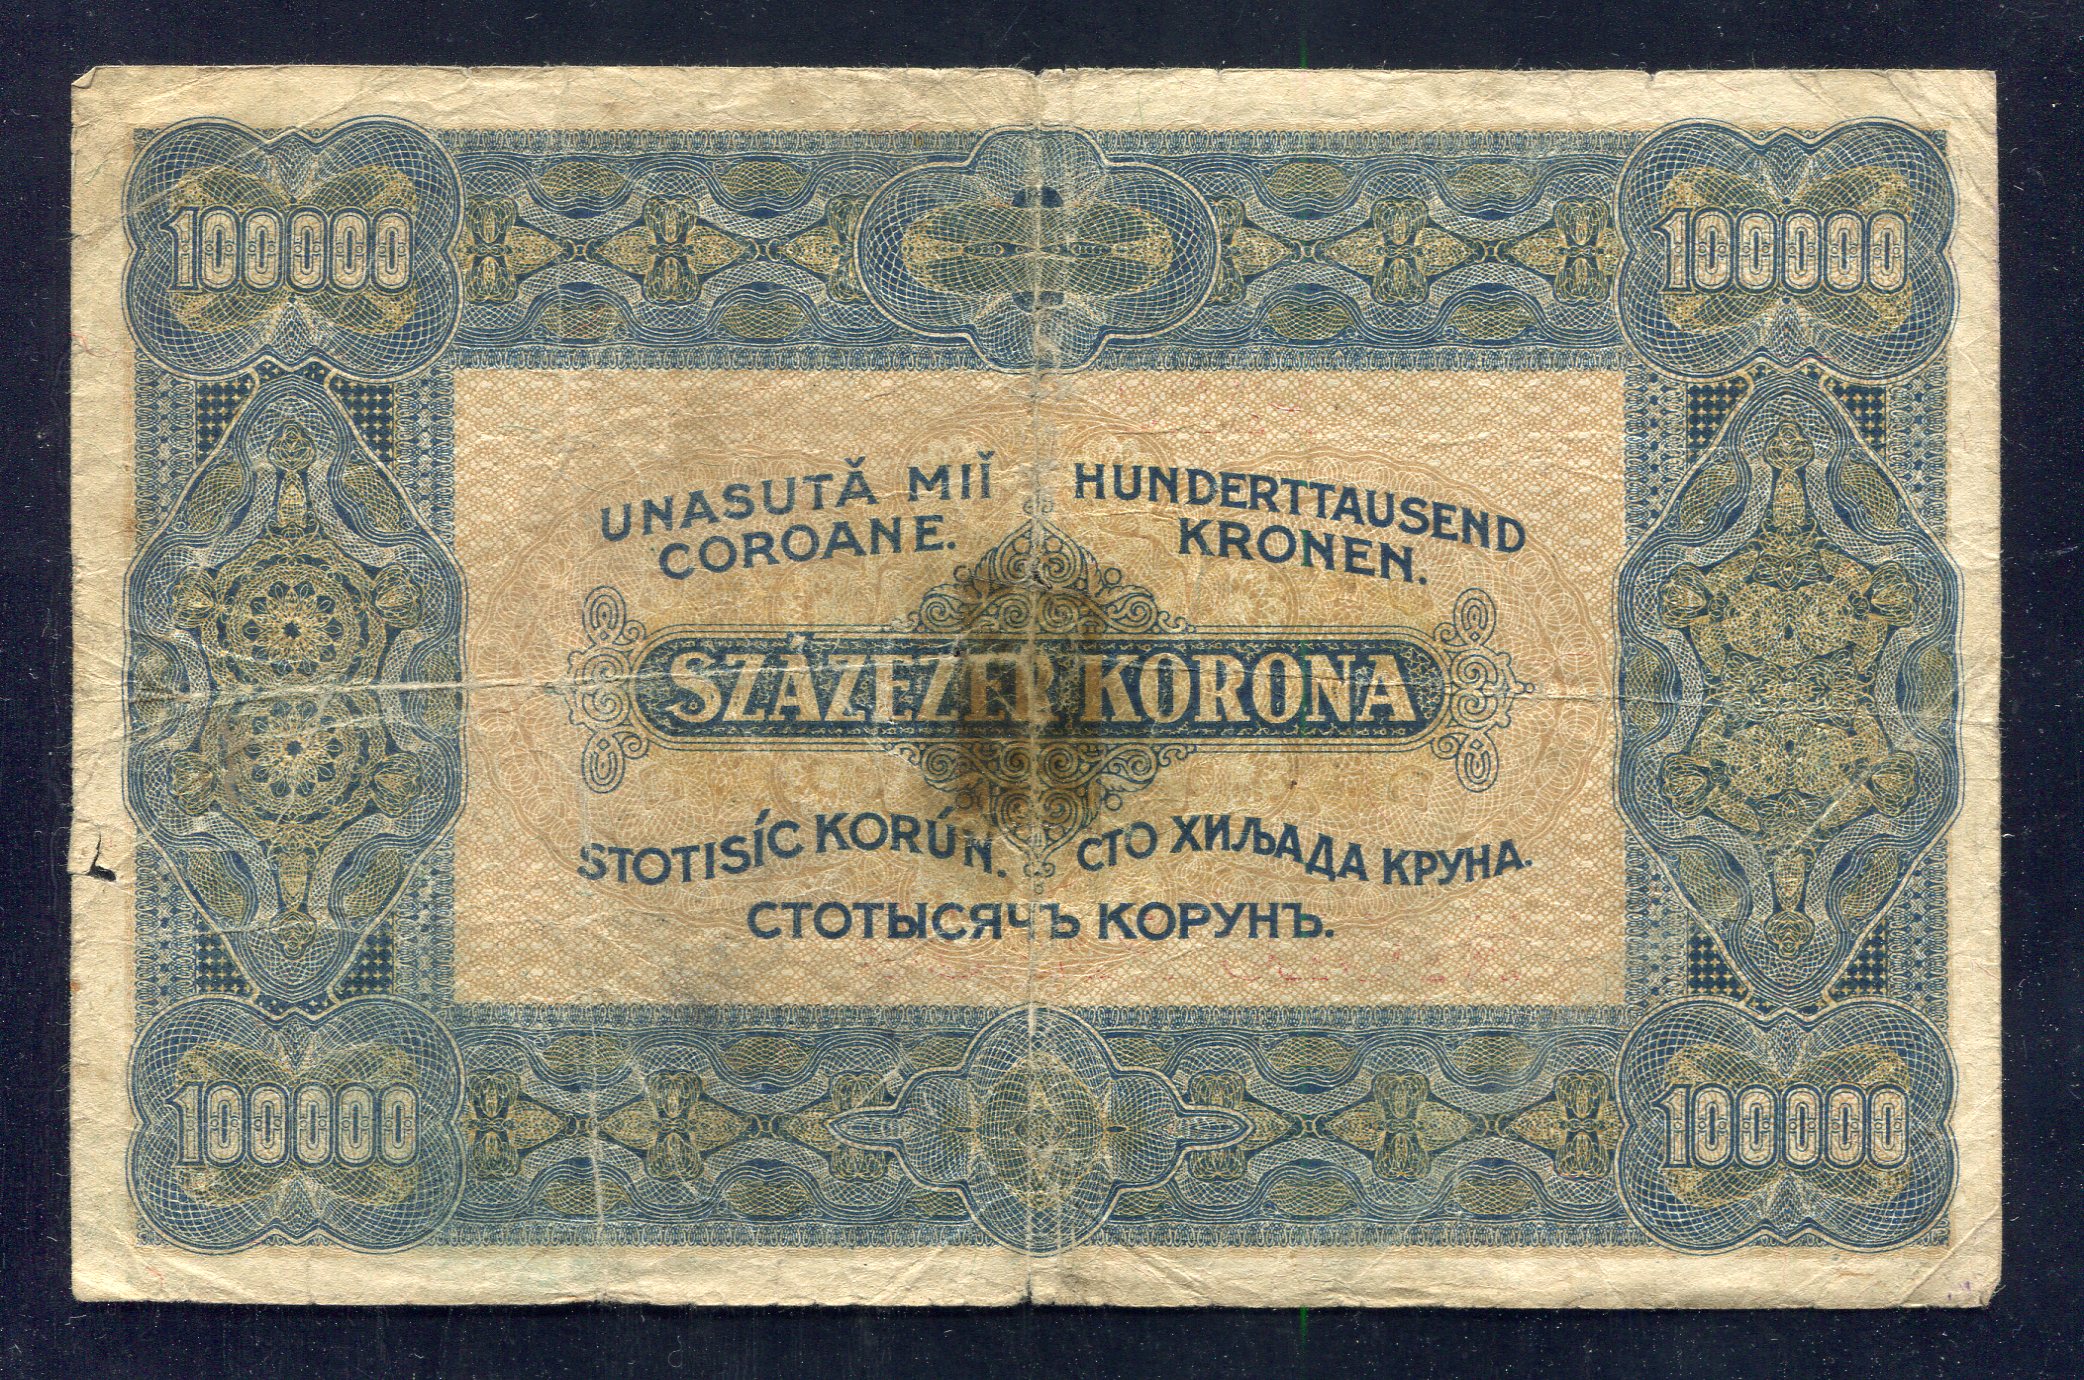 100000
100000
UNASUTĂ MIĬ
COROANE.
HUNDERTTAUSEND
KRONEN.
SZÁZEZER KORONA
STOTISÍC KORÚN.
СТО ХИЉАДА КРУНА.
СТОТЫСЯЧЪ КОРУНЪ.
100000
100000